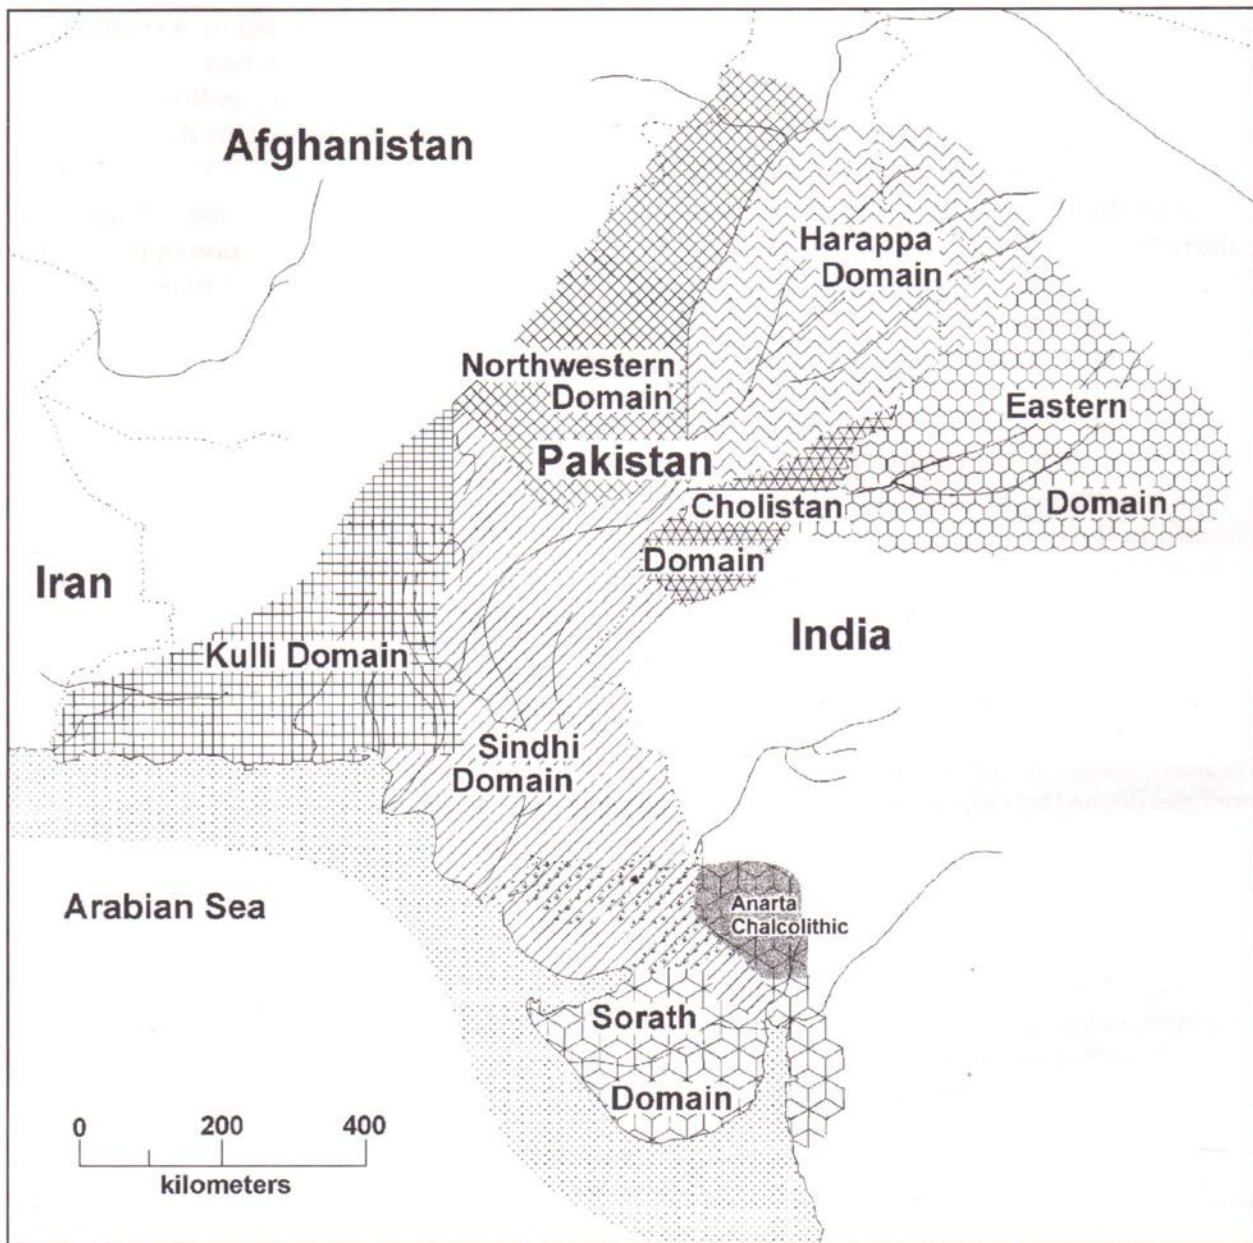 Afghanistan
Harappa
Domain
Northwestern
Domain
Eastern
Pakistan
Cholistan
Domain
Domain
Iran
India
Kulli Domain
Sindhi
Domain
Arabian Sea
Anarta
Chalcolithic
Sorath
Domain
0 200 400
kilometers